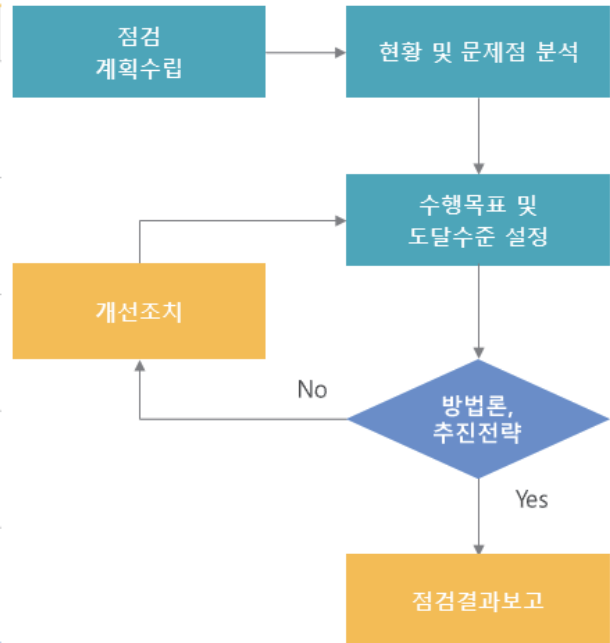 점검
계획수립
현황 및 문제점 분석
수행목표 및
도달수준 설정
개선조치
No
방법론,
추진전략
Yes
점검결과보고